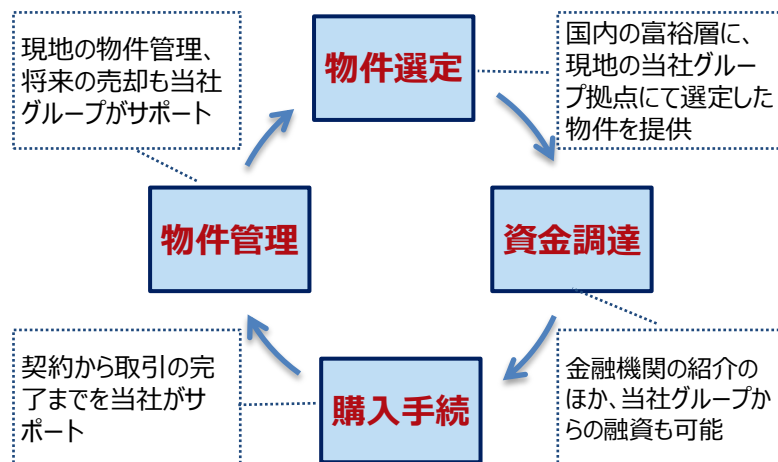 現地の物件管理、
将来の売却も当社
グループがサポート
物件選定
国内の富裕層に、
現地の当社グルー
プ拠点にて選定した
物件を提供
物件管理
資金調達
契約から取引の完
了までを当社がサ
ポート
購入手続
金融機関の紹介の
ほか、当社グループか
らの融資も可能